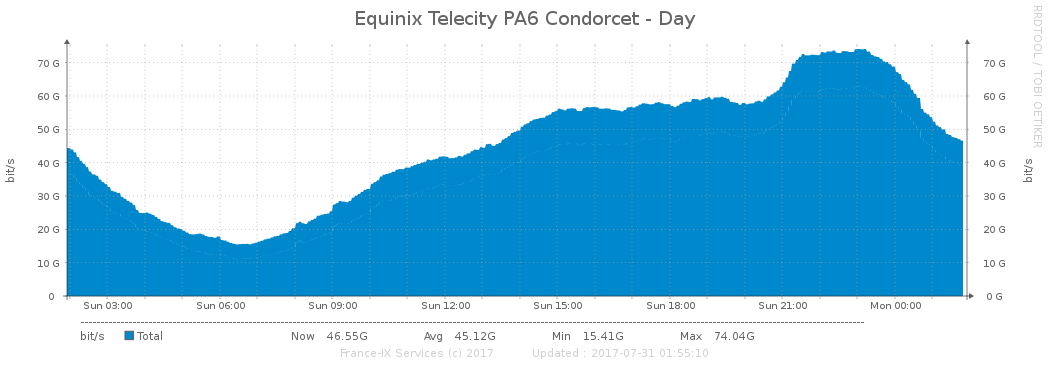 Equinix Telecity PA6 Condorcet - Day
RRDTOOL / TOBI OETIKER
bit/s
bit/s
70 G 70 G
60 G 60 G
50 G 50 G
40 G 40 G
30 G 30 G
20 G 20 G
10 G 10 G
0 0 G
Sun 03:00 Sun 06:00 Sun 09:00 Sun 12:00 Sun 15:00 Sun 18:00 Sun 21:00 Mon 00:00
bit/s Total Now 46.55G Avg 45.12G Min 15.41G Max 74.04G
France-IX Services (c) 2017 Updated : 2017-07-31 01:55:10